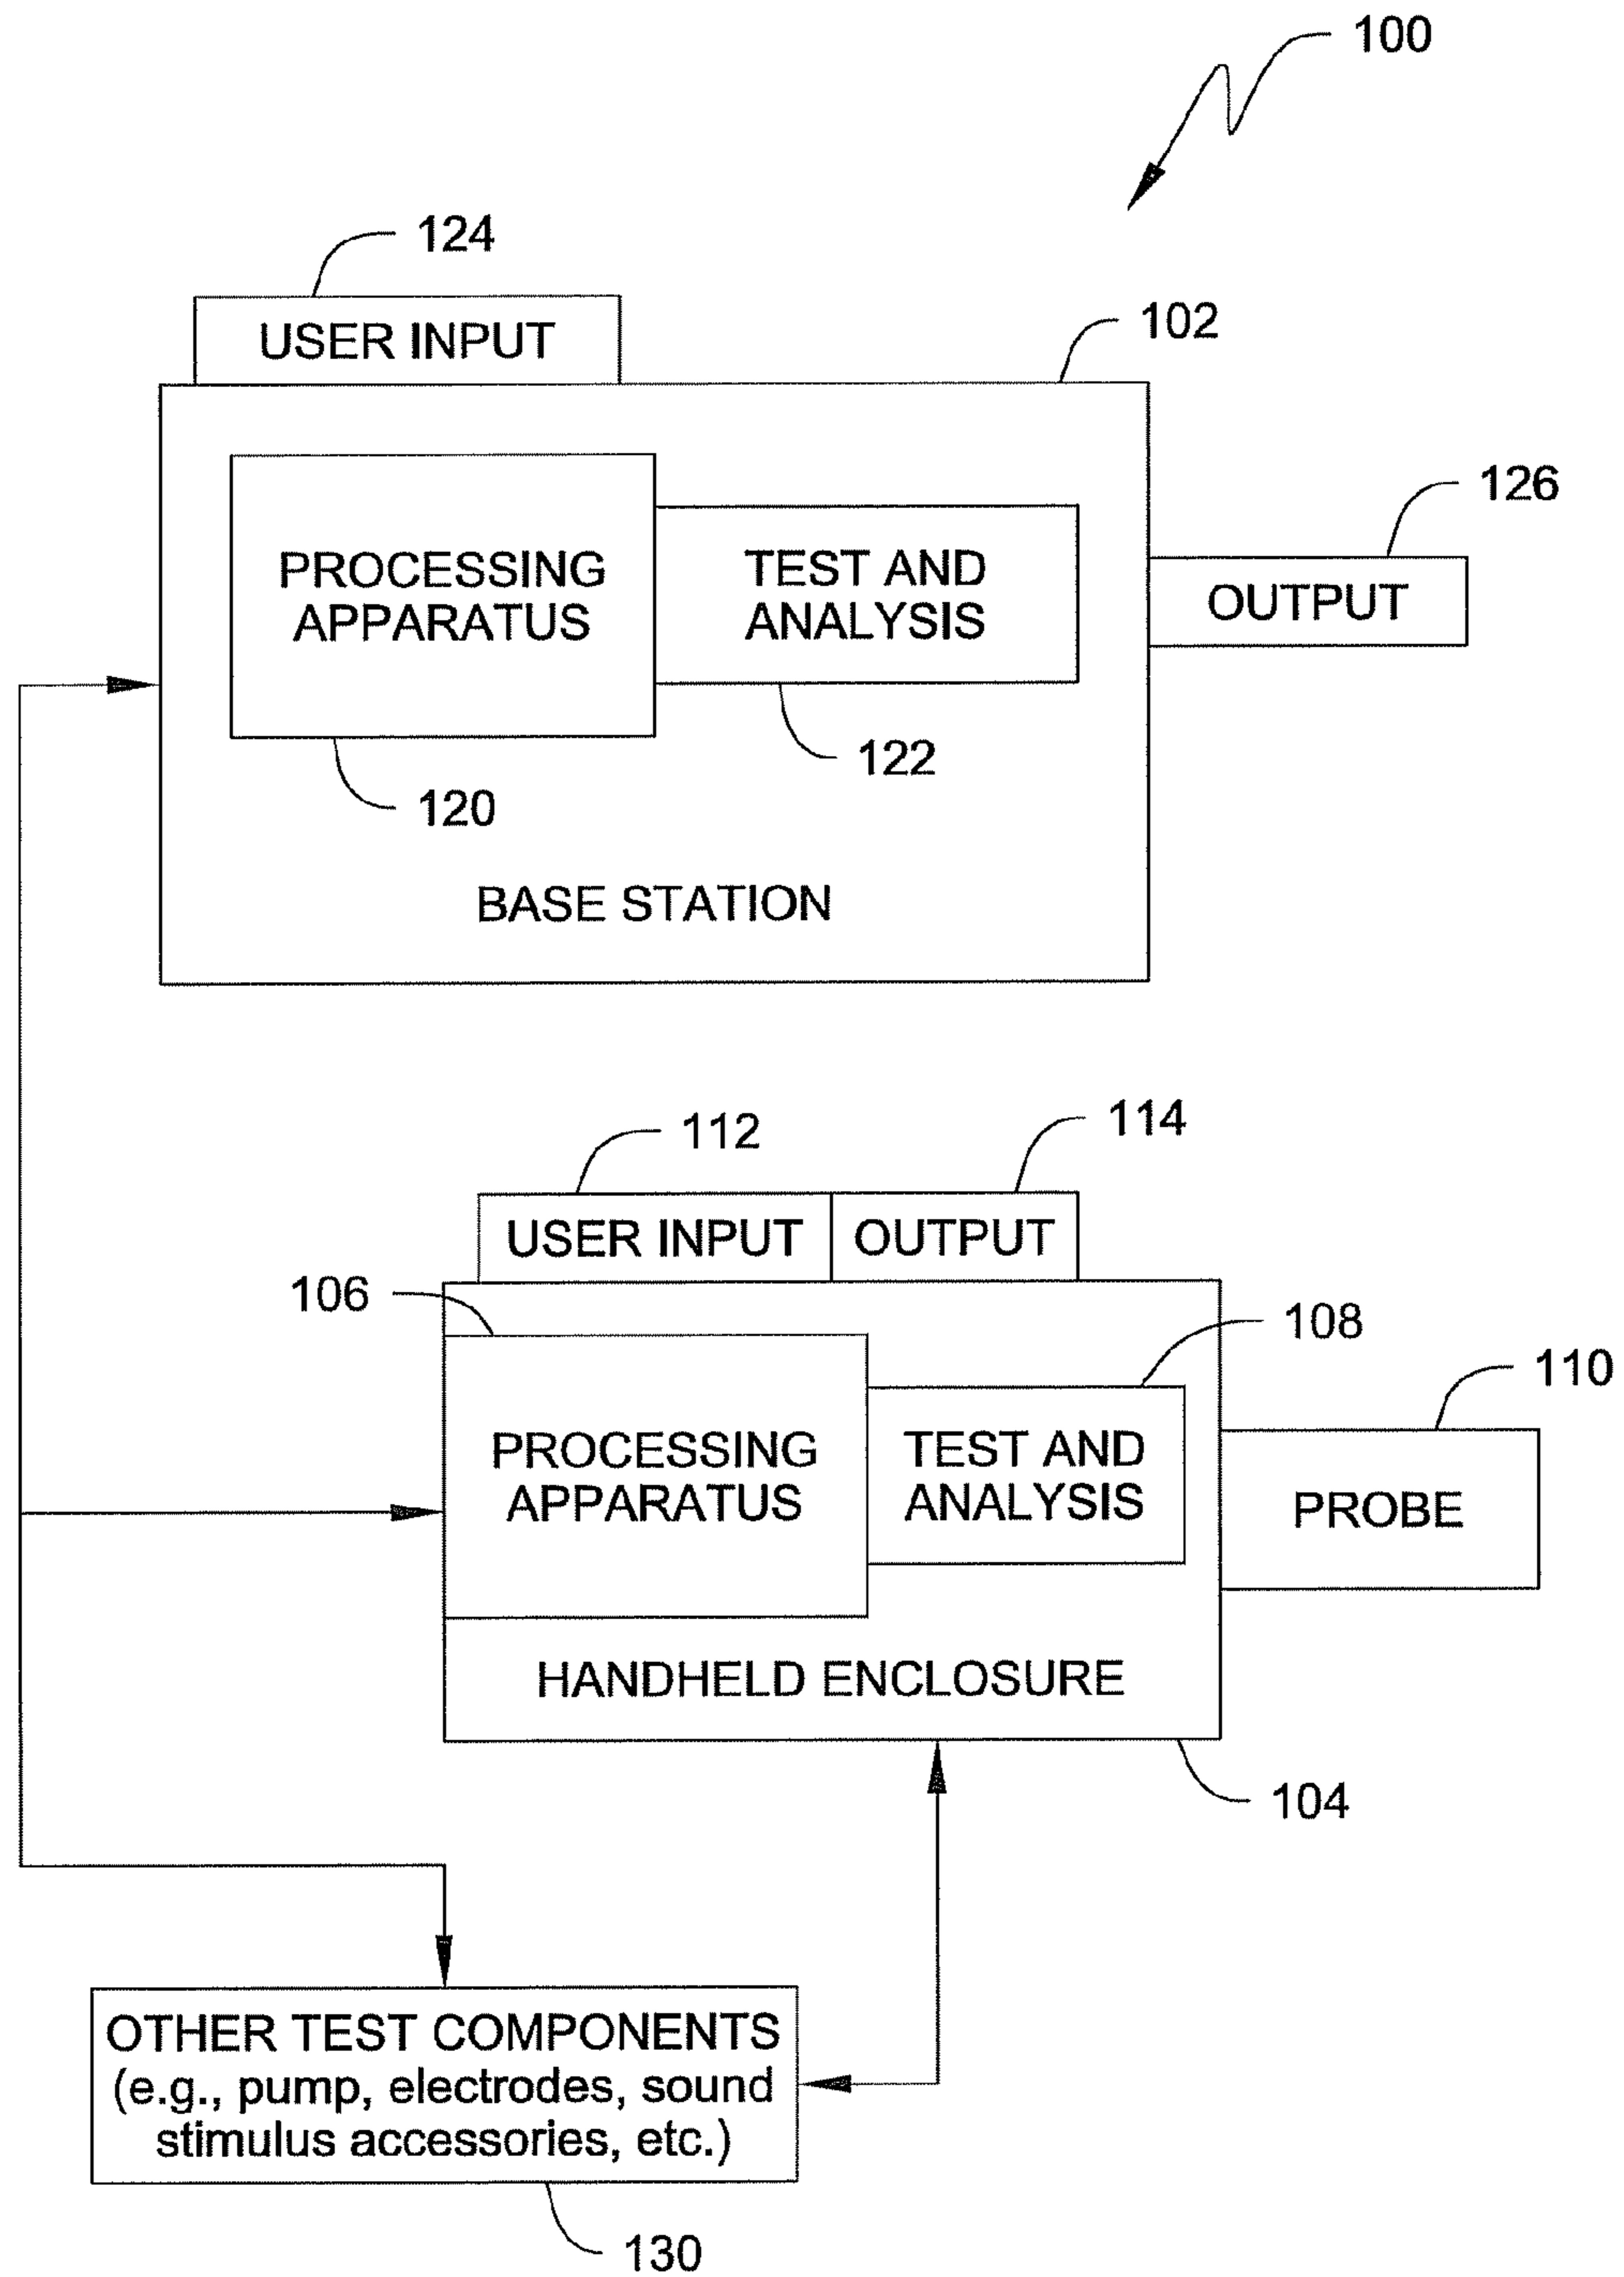 100
124
USER INPUT
102
126
PROCESSING
APPARATUS
TEST AND
ANALYSIS
OUTPUT
122
120
BASE STATION
112
114
USER INPUT
OUTPUT
106
108
110
PROCESSING
APPARATUS
TEST AND
ANALYSIS
PROBE
HANDHELD ENCLOSURE
104
OTHER TEST COMPONENTS
(e.g., pump, electrodes, sound
stimulus accessories, etc.)
130